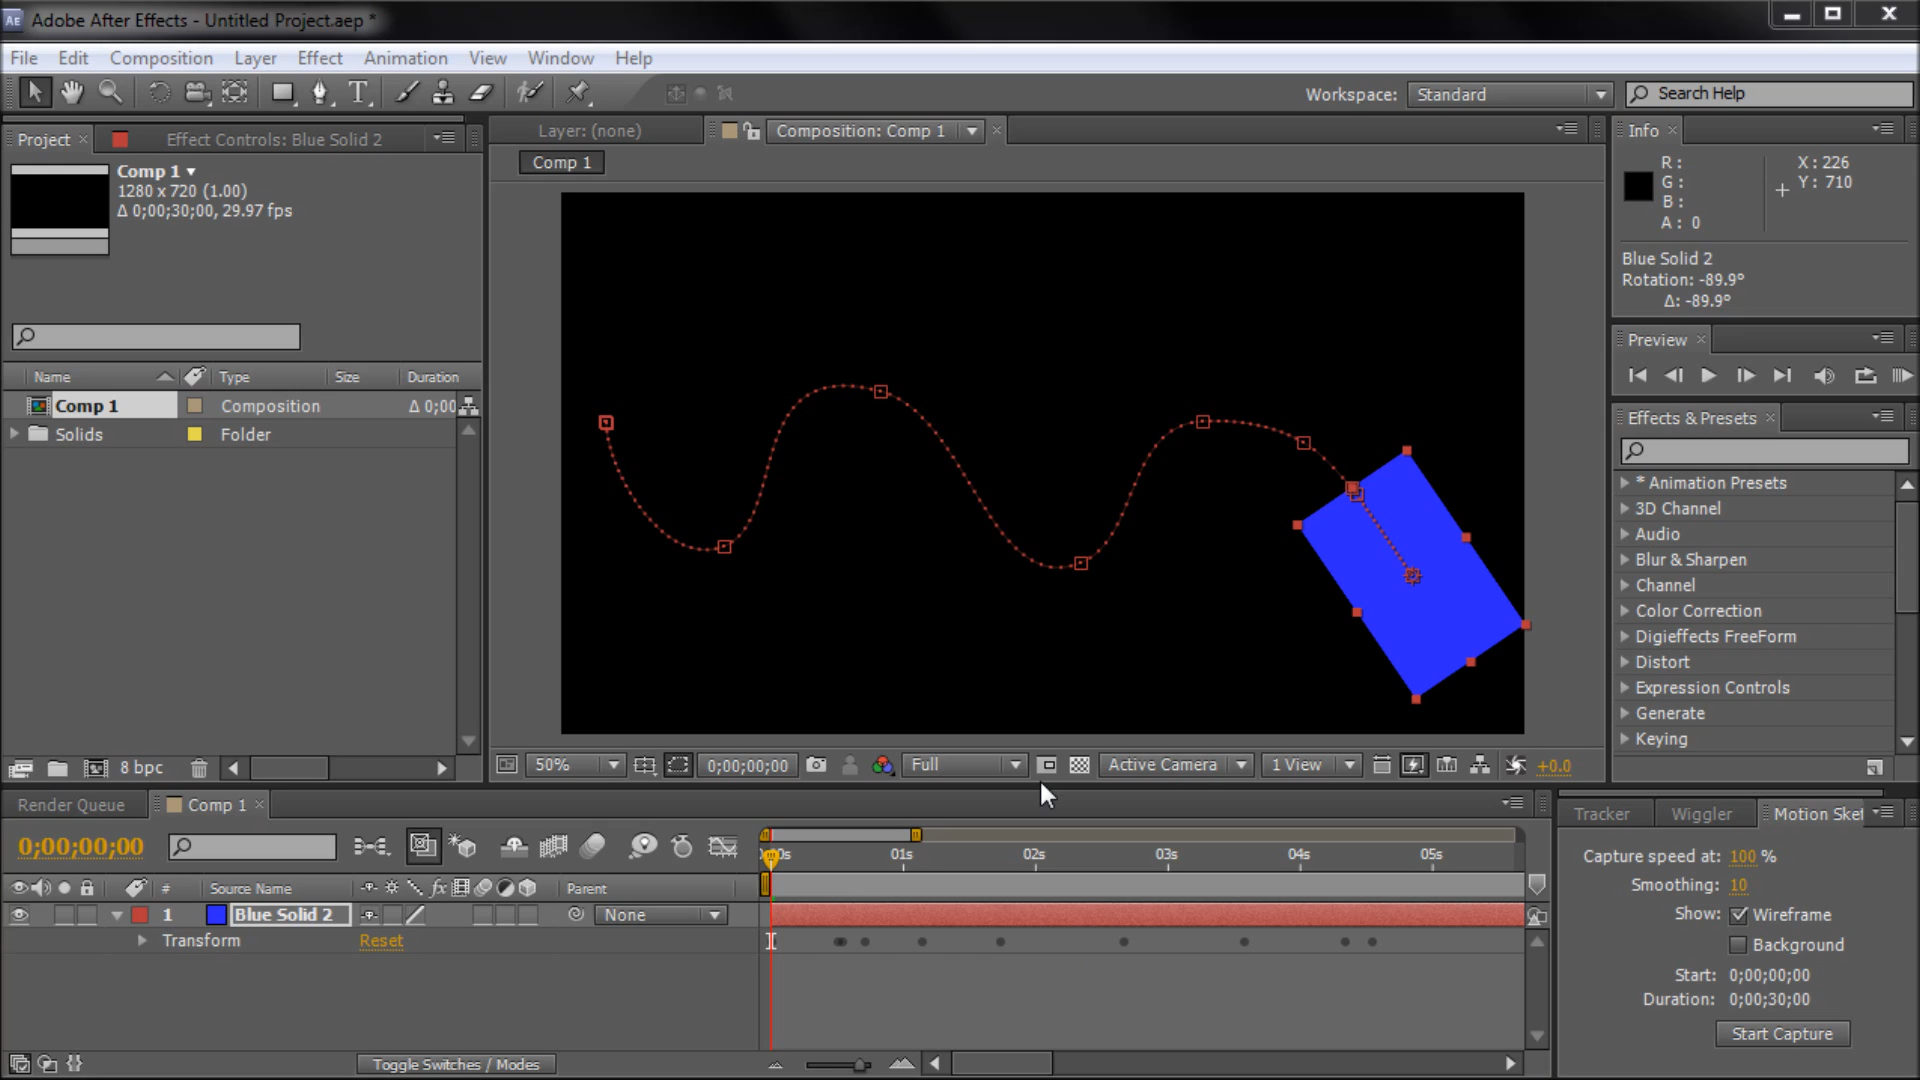 AE Adobe After Effects - Untitled Project.aep *
File Edit Composition Layer Effect Animation View Window Help
T Workspace: Standard Search Help
Project × Effect Controls: Blue Solid 2
Comp 1
1280 x 720 (1.00)
Δ 0;00;30;00, 29.97 fps
Name Type Size Duration
Comp 1 Composition Δ 0;00
Solids Folder
8 bpc
Layer: (none) Composition: Comp 1 ×
Comp 1
50% 0;00;00;00 Full Active Camera 1 View +0.0
Info ×
R: X: 226
G: Y: 710
B:
A: 0
Blue Solid 2
Rotation: -89.9°
Δ: -89.9°
Preview ×
Effects & Presets ×
* Animation Presets
3D Channel
Audio
Blur & Sharpen
Channel
Color Correction
Digieffects FreeForm
Distort
Expression Controls
Generate
Keying
Render Queue Comp 1 ×
0;00;00;00
01s 02s 03s 04s 05s
# Source Name fx Parent
1 Blue Solid 2 None
Transform Reset
Toggle Switches / Modes
Tracker Wiggler Motion Sket
Capture speed at: 100 %
Smoothing: 10
Show: Wireframe
Background
Start: 0;00;00;00
Duration: 0;00;30;00
Start Capture